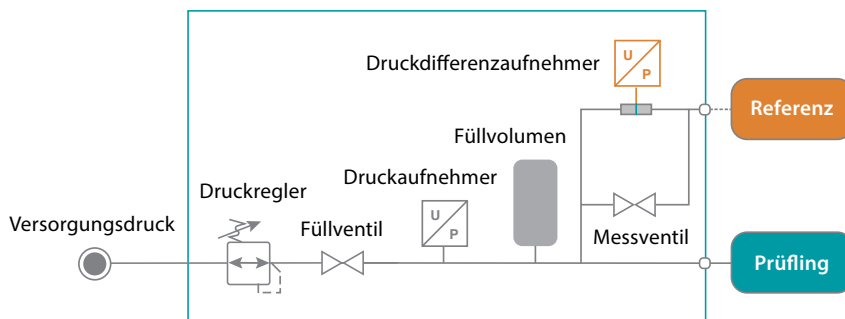 Druckdifferenzaufnehmer
U
P
Referenz
Füllvolumen
Druckregler
Druckaufnehmer
Versorgungsdruck
Füllventil
U
P
Messventil
Prüfling